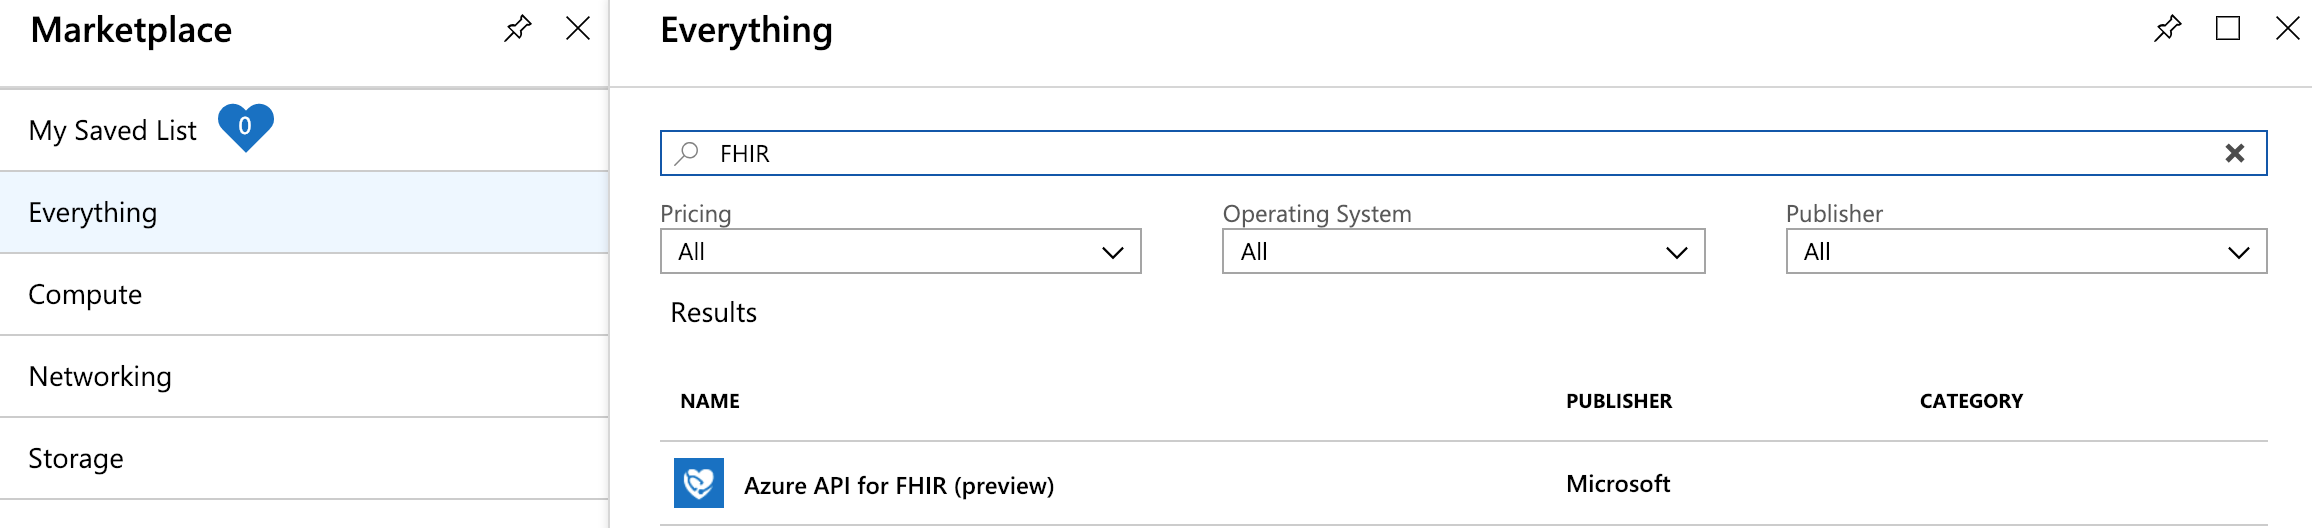 Marketplace
My Saved List 0
Everything
Compute
Networking
Storage
Everything
FHIR
Pricing Operating System Publisher
All All All
Results
NAME PUBLISHER CATEGORY
Azure API for FHIR (preview) Microsoft